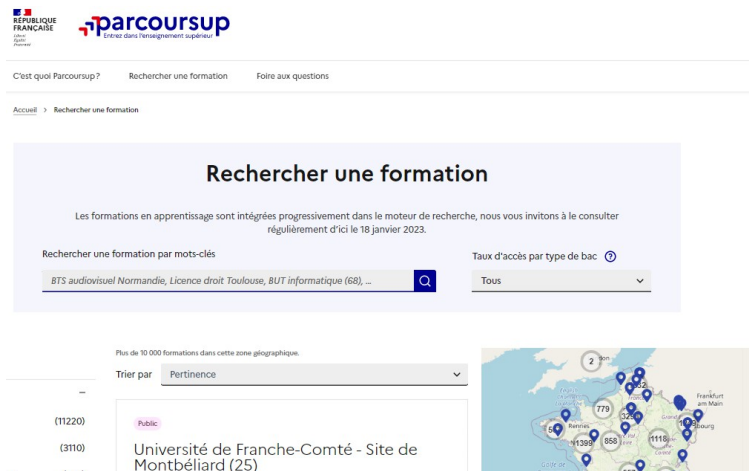 RÉPUBLIQUE
FRANÇAISE
Liberté
Égalité
Fraternité
parcoursup
Entrez dans l'enseignement supérieur
C'est quoi Parcoursup? Rechercher une formation Foire aux questions
Accueil > Rechercher une formation
Rechercher une formation
Les formations en apprentissage sont intégrées progressivement dans le moteur de recherche, nous vous invitons à le consulter
régulièrement d'ici le 18 janvier 2023.
Rechercher une formation par mots-clés
Taux d'accès par type de bac ?
BTS audiovisuel Normandie, Licence droit Toulouse, BUT informatique (68), ...
Tous
Plus de 10 000 formations dans cette zone géographique.
Trier par Pertinence
(11220)
(3110)
Public
Université de Franche-Comté - Site de
Montbéliard (25)
2
Frankfurt
am Main
779
Rennes
1399
858
1118